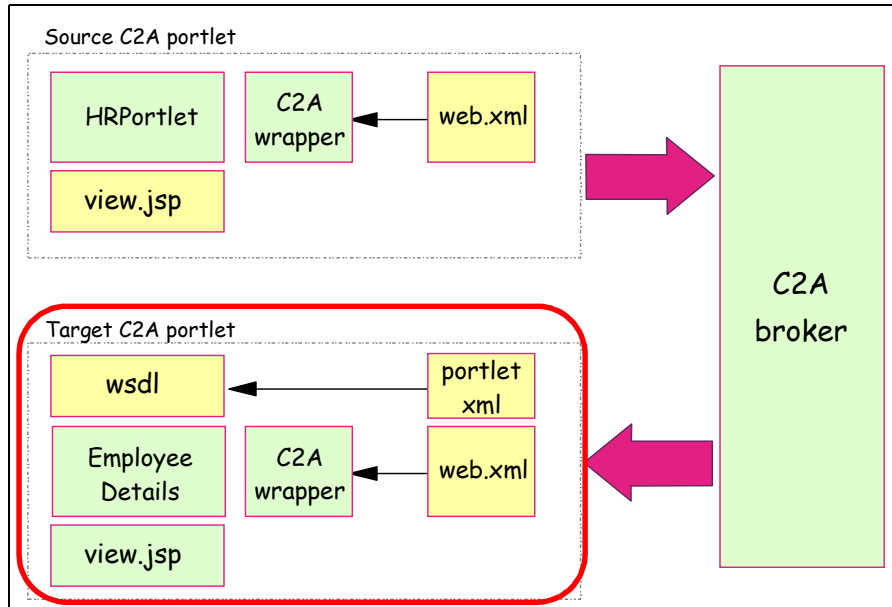 Source C2A portlet
HRPortlet
C2A
wrapper
web.xml
view.jsp
C2A
broker
Target C2A portlet
wsdl
portlet
xml
Employee
Details
C2A
wrapper
web.xml
view.jsp